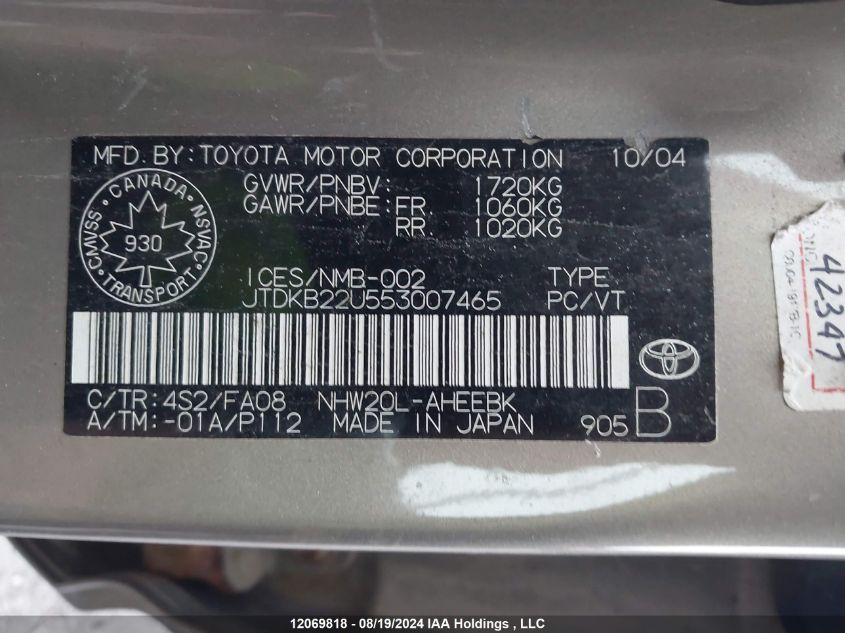 MFD. BY: TOYOTA MOTOR CORPORATION 10/04
GVWR/PNBV: 1720KG
GAWR/PNBE: FR. 1060KG
RR. 1020KG
CMVSS · CANADA · NSVAC · TRANSPORT ·
930
ICES/NMB-002 TYPE
JTDKB22U553007465 PC/VT
C/TR: 4S2/FA08 NHW20L-AHEEBK
A/TM: -01A/P112 MADE IN JAPAN 905 B
42347
12069818 - 08/19/2024 IAA Holdings , LLC